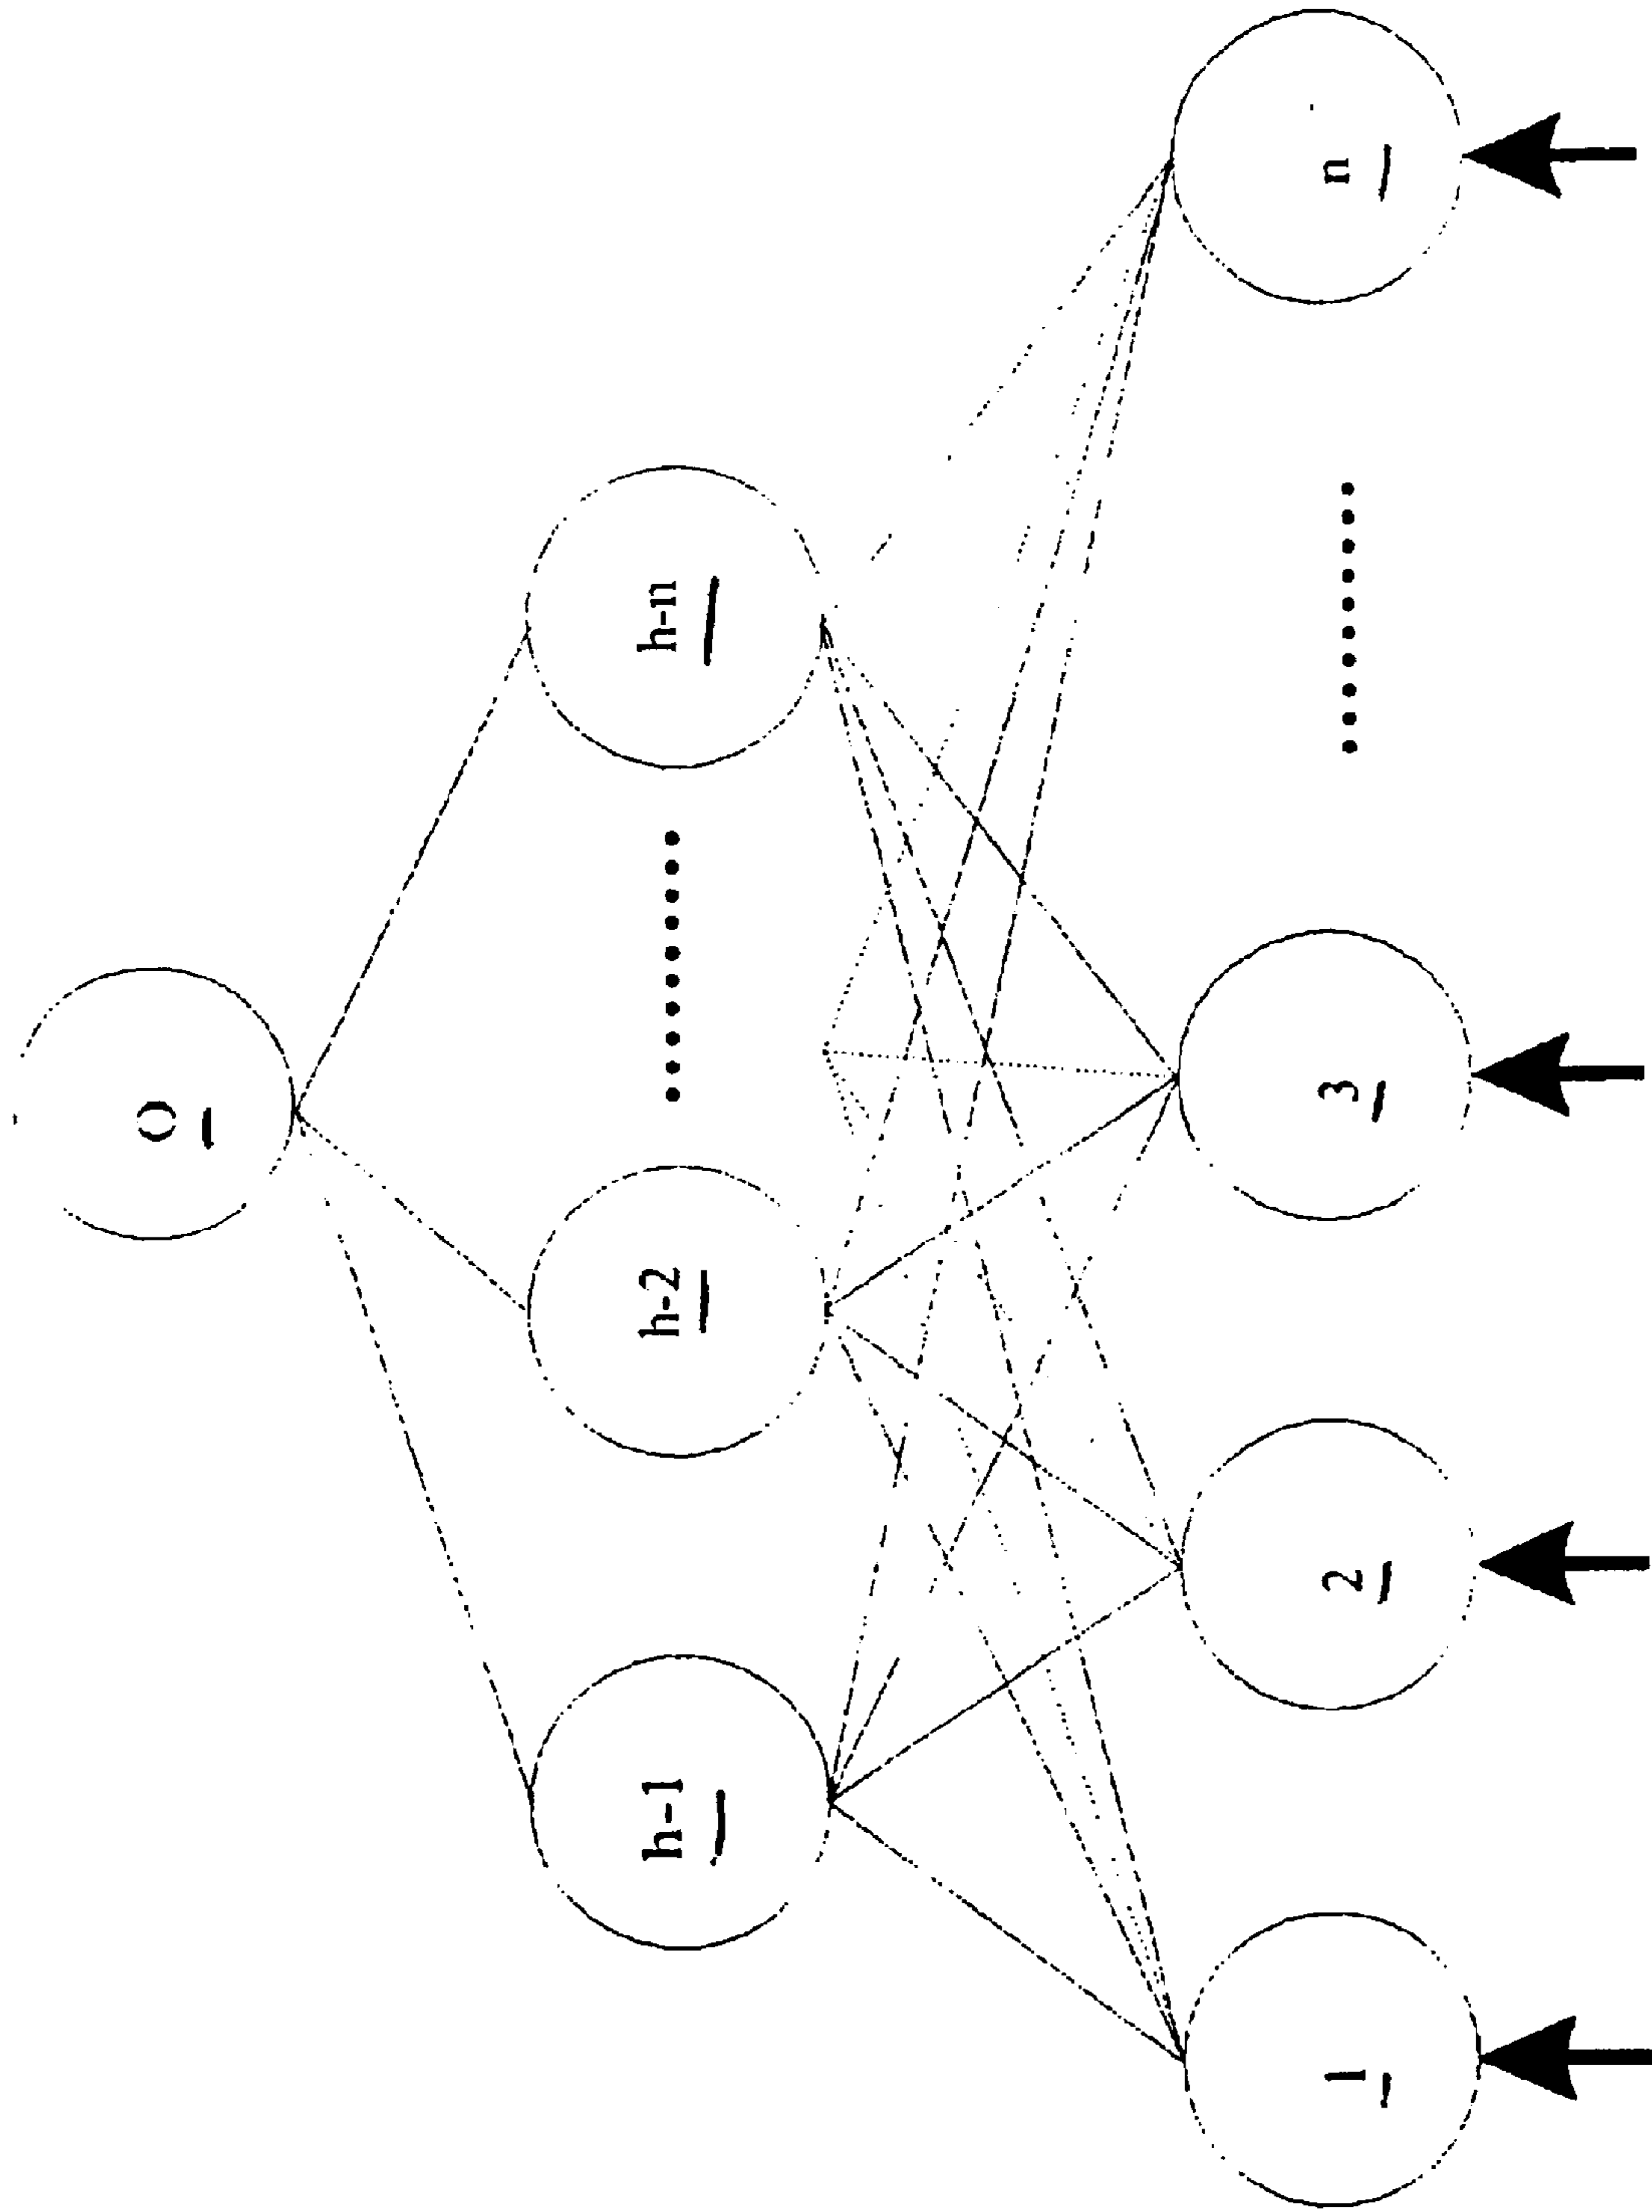 O
h-1 h-2 .......... h-n
1 2 3 .......... n